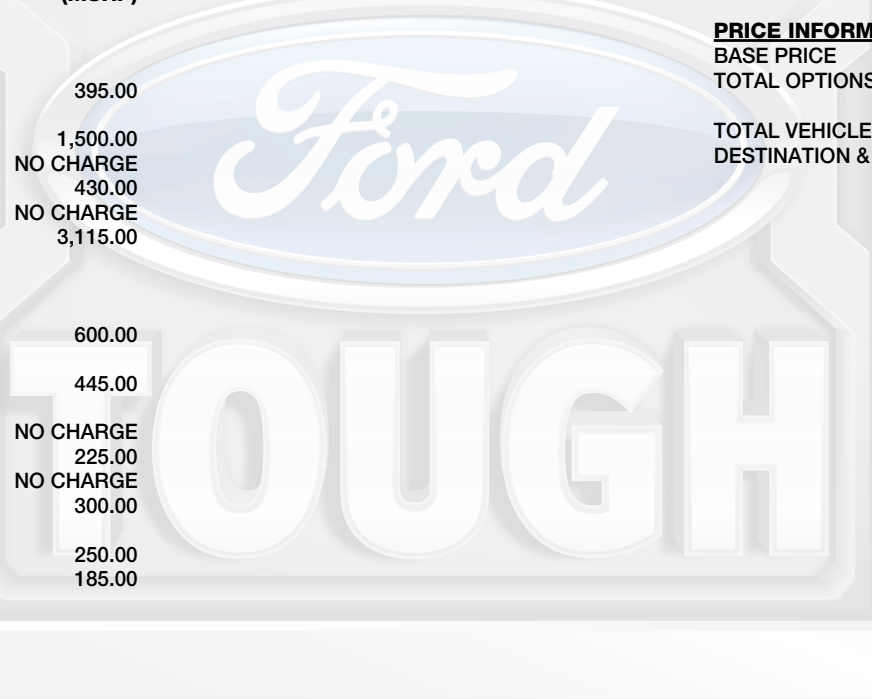 PRICE
BASE PRICE
TOTAL OPTIONS
TOTAL VEHICLE
DESTINATION &
395.00
1,500.00
NO CHARGE
430.00
NO CHARGE
3,115.00
600.00
445.00
NO CHARGE
225.00
NO CHARGE
300.00
250.00
185.00
Ford
TOUGH